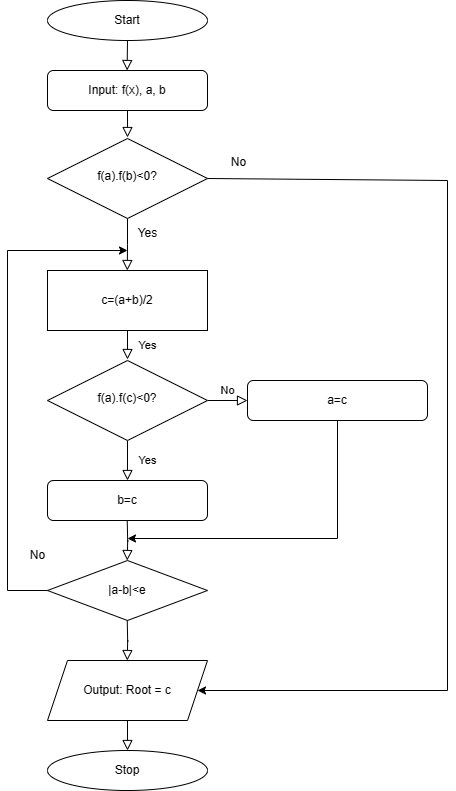 Start
Input: f(x), a, b
f(a).f(b)<0?
No
Yes
c=(a+b)/2
Yes
f(a).f(c)<0?
No
a=c
Yes
b=c
No
|a-b|<e
Output: Root = c
Stop